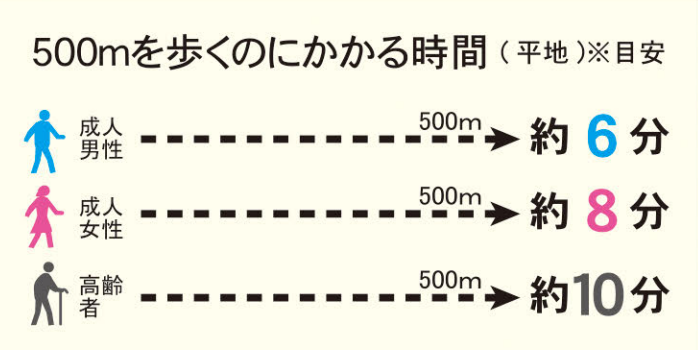 500mを歩くのにかかる時間(平地)※目安
成人
男性
500m
約6分
成人
女性
500m
約8分
高齢
者
500m
約10分